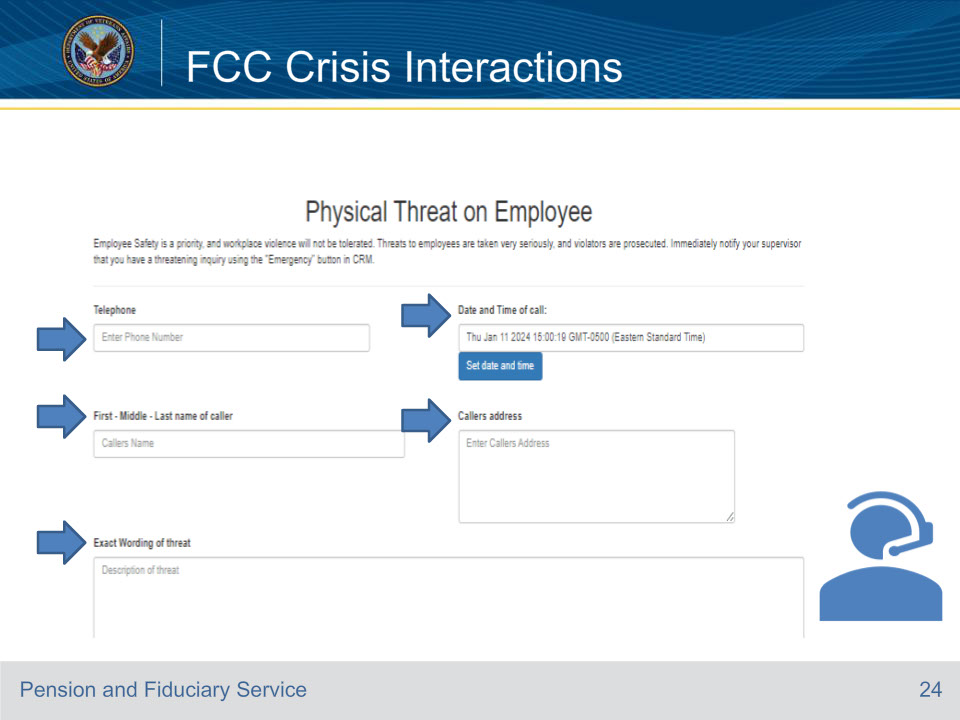 FCC Crisis Interactions
Physical Threat on Employee
Employee Safety is a priority, and workplace violence will not be tolerated. Threats to employees are taken very seriously, and violators are prosecuted. Immediately notify your supervisor
that you have a threatening inquiry using the "Emergency" button in CRM.
Telephone
Enter Phone Number
Date and Time of call:
Thu Jan 11 2024 15:00:19 GMT-0500 (Eastern Standard Time)
Set date and time
First - Middle - Last name of caller
Callers Name
Callers address
Enter Callers Address
Exact Wording of threat
Description of threat
Pension and Fiduciary Service
24